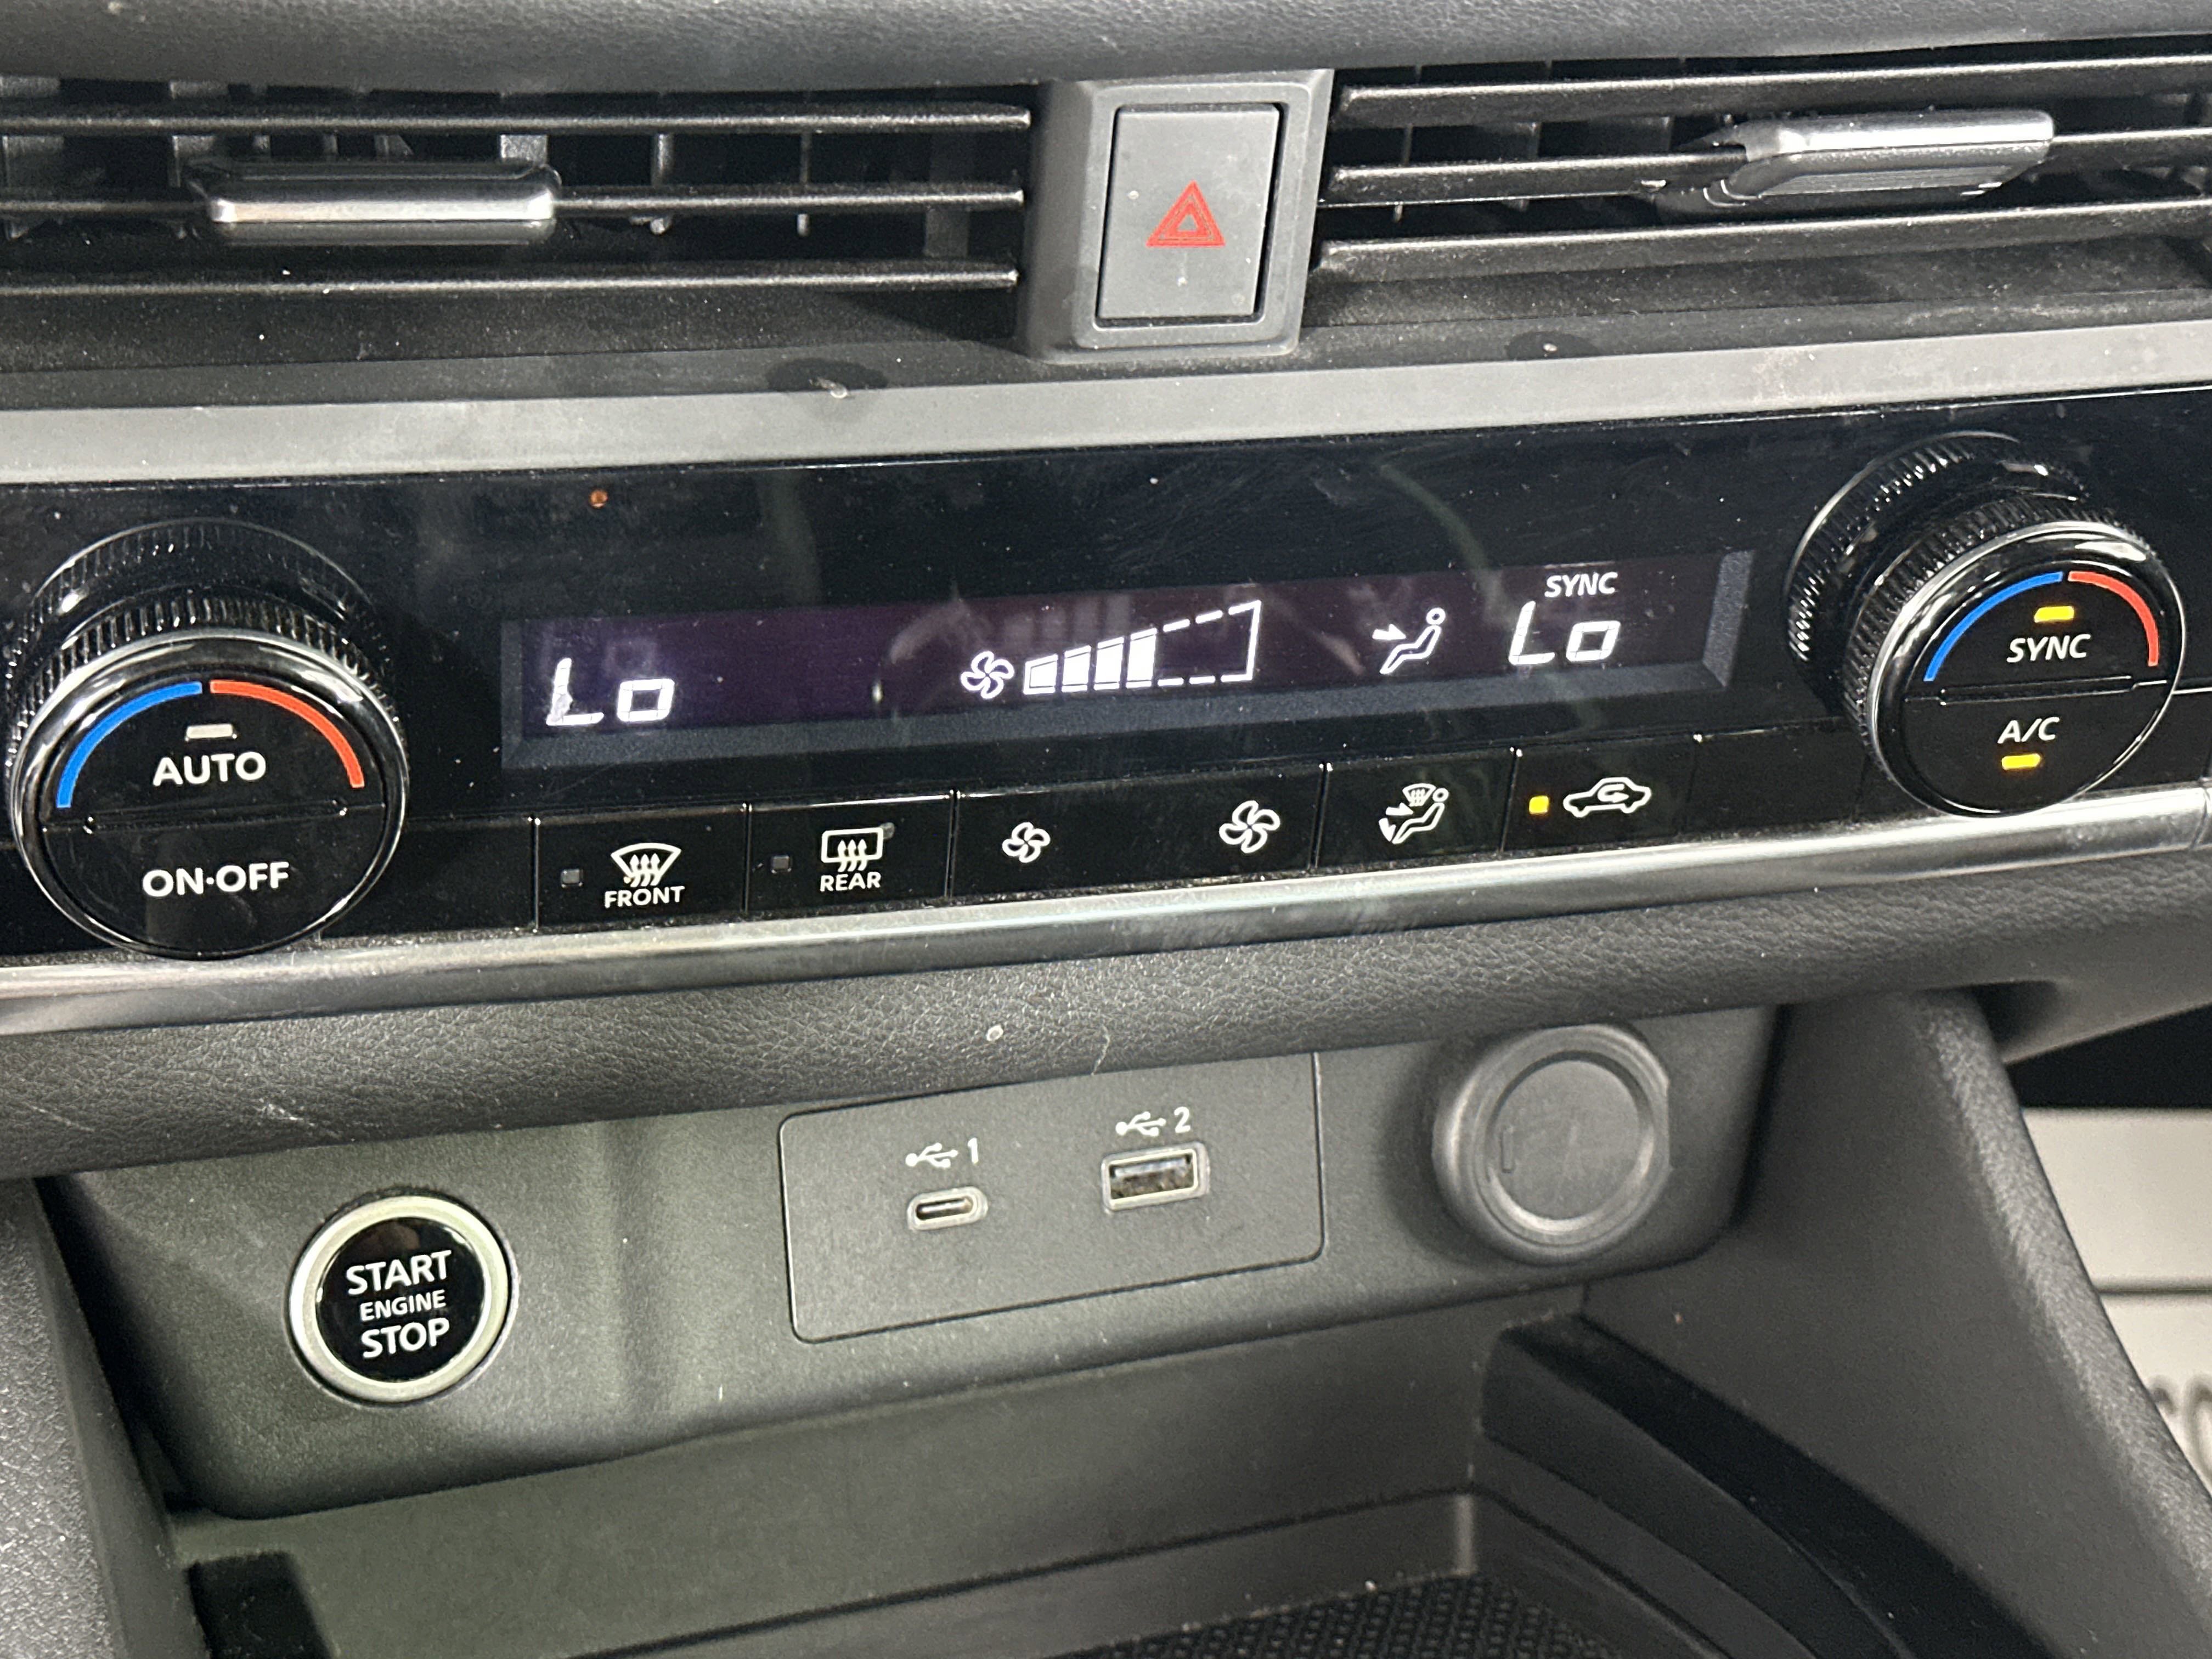 SYNC
Lo
Lo
AUTO
ON•OFF
SYNC
A/C
FRONT
REAR
1
2
START
ENGINE
STOP